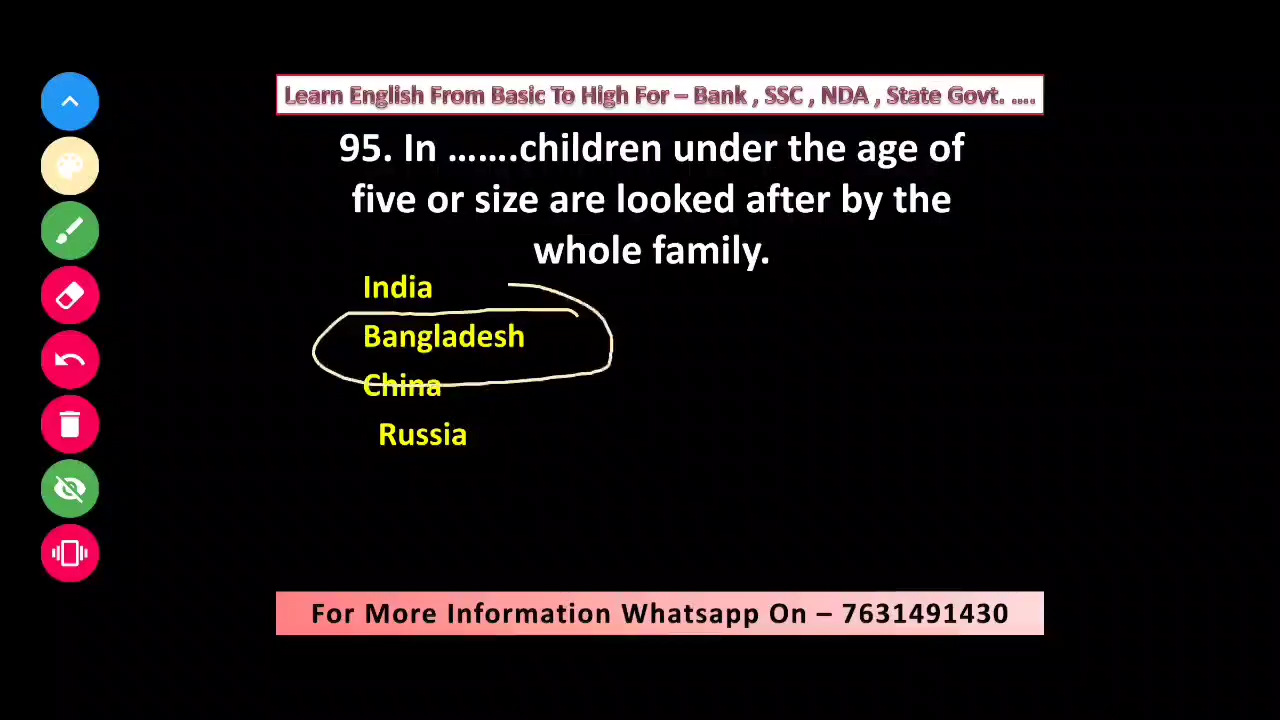 Learn English From Basic To High For – Bank , SSC , NDA , State Govt. ....
95. In .......children under the age of
five or size are looked after by the
whole family.
India
Bangladesh
China
Russia
For More Information Whatsapp On – 7631491430